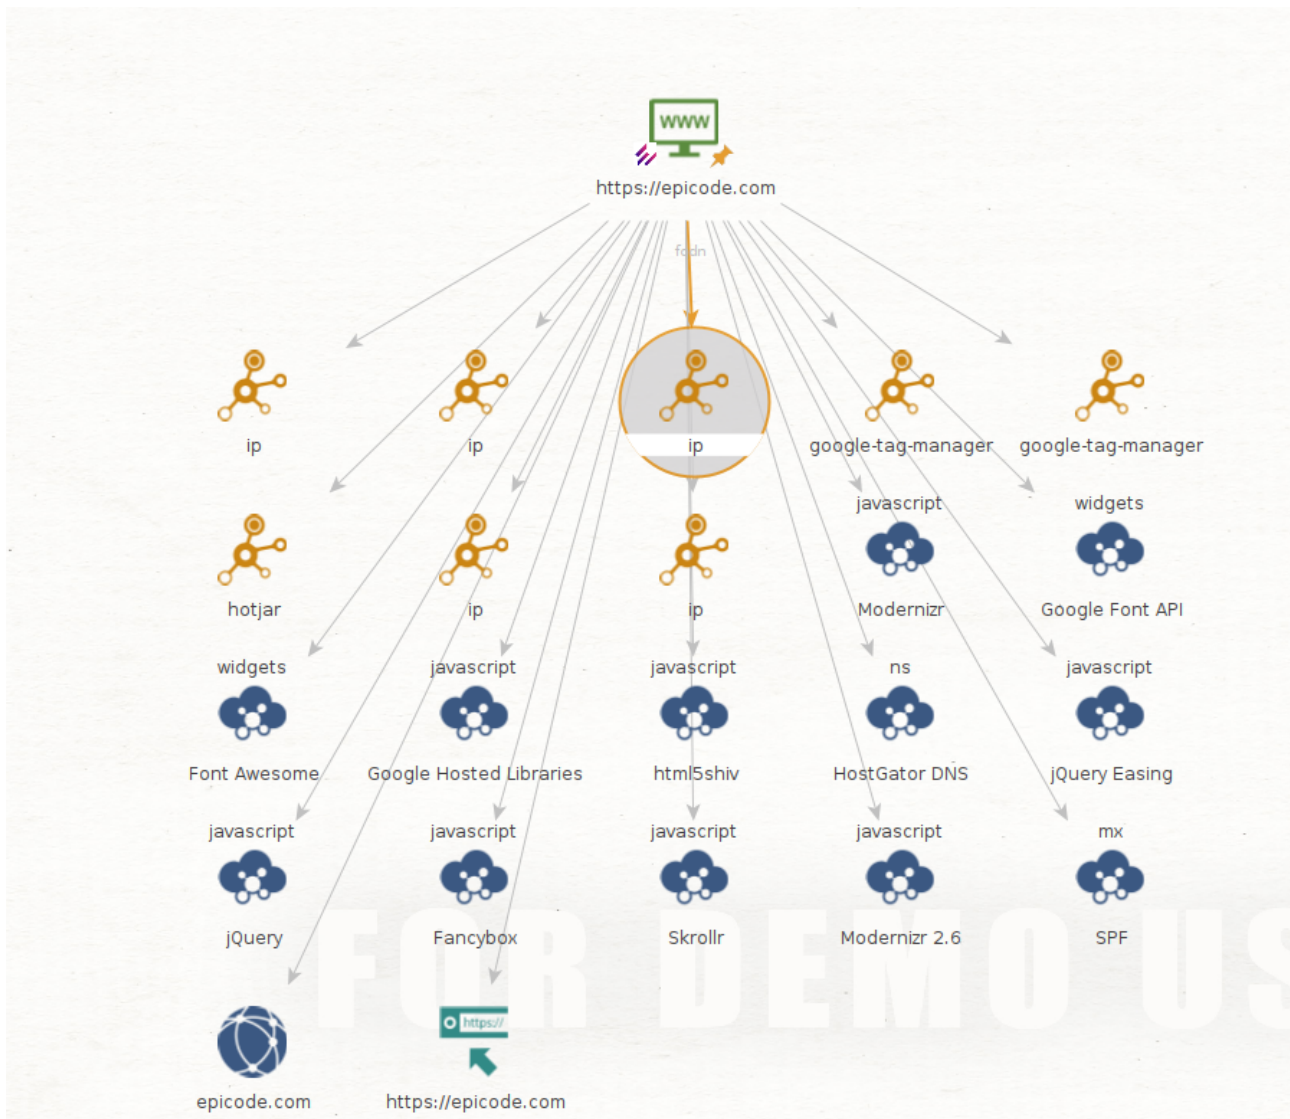 WWW
https://epicode.com
fqdn
ip
ip
ip
google-tag-manager
google-tag-manager
javascript
widgets
hotjar
ip
ip
Modernizr
Google Font API
widgets
javascript
javascript
ns
javascript
Font Awesome
Google Hosted Libraries
html5shiv
HostGator DNS
jQuery Easing
javascript
javascript
javascript
javascript
mx
jQuery
Fancybox
Skrollr
Modernizr 2.6
SPF
FOR DEMO US
https://
epicode.com
https://epicode.com